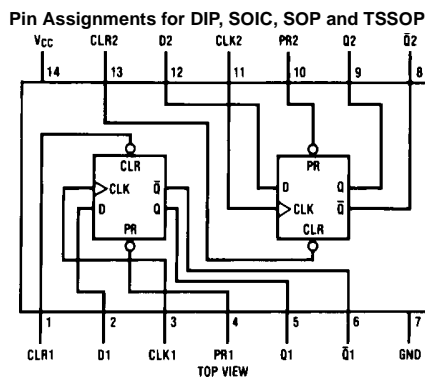 Pin Assignments for DIP, SOIC, SOP and TSSOP
VCC CLR2 D2 CLK2 PR2 Q2 Q̅2
14 13 12 11 10 9 8
CLR PR
CLK Q̅ D Q
D Q CLK Q̅
PR CLR
1 2 3 4 5 6 7
CLR1 D1 CLK1 PR1 Q1 Q̅1 GND
TOP VIEW